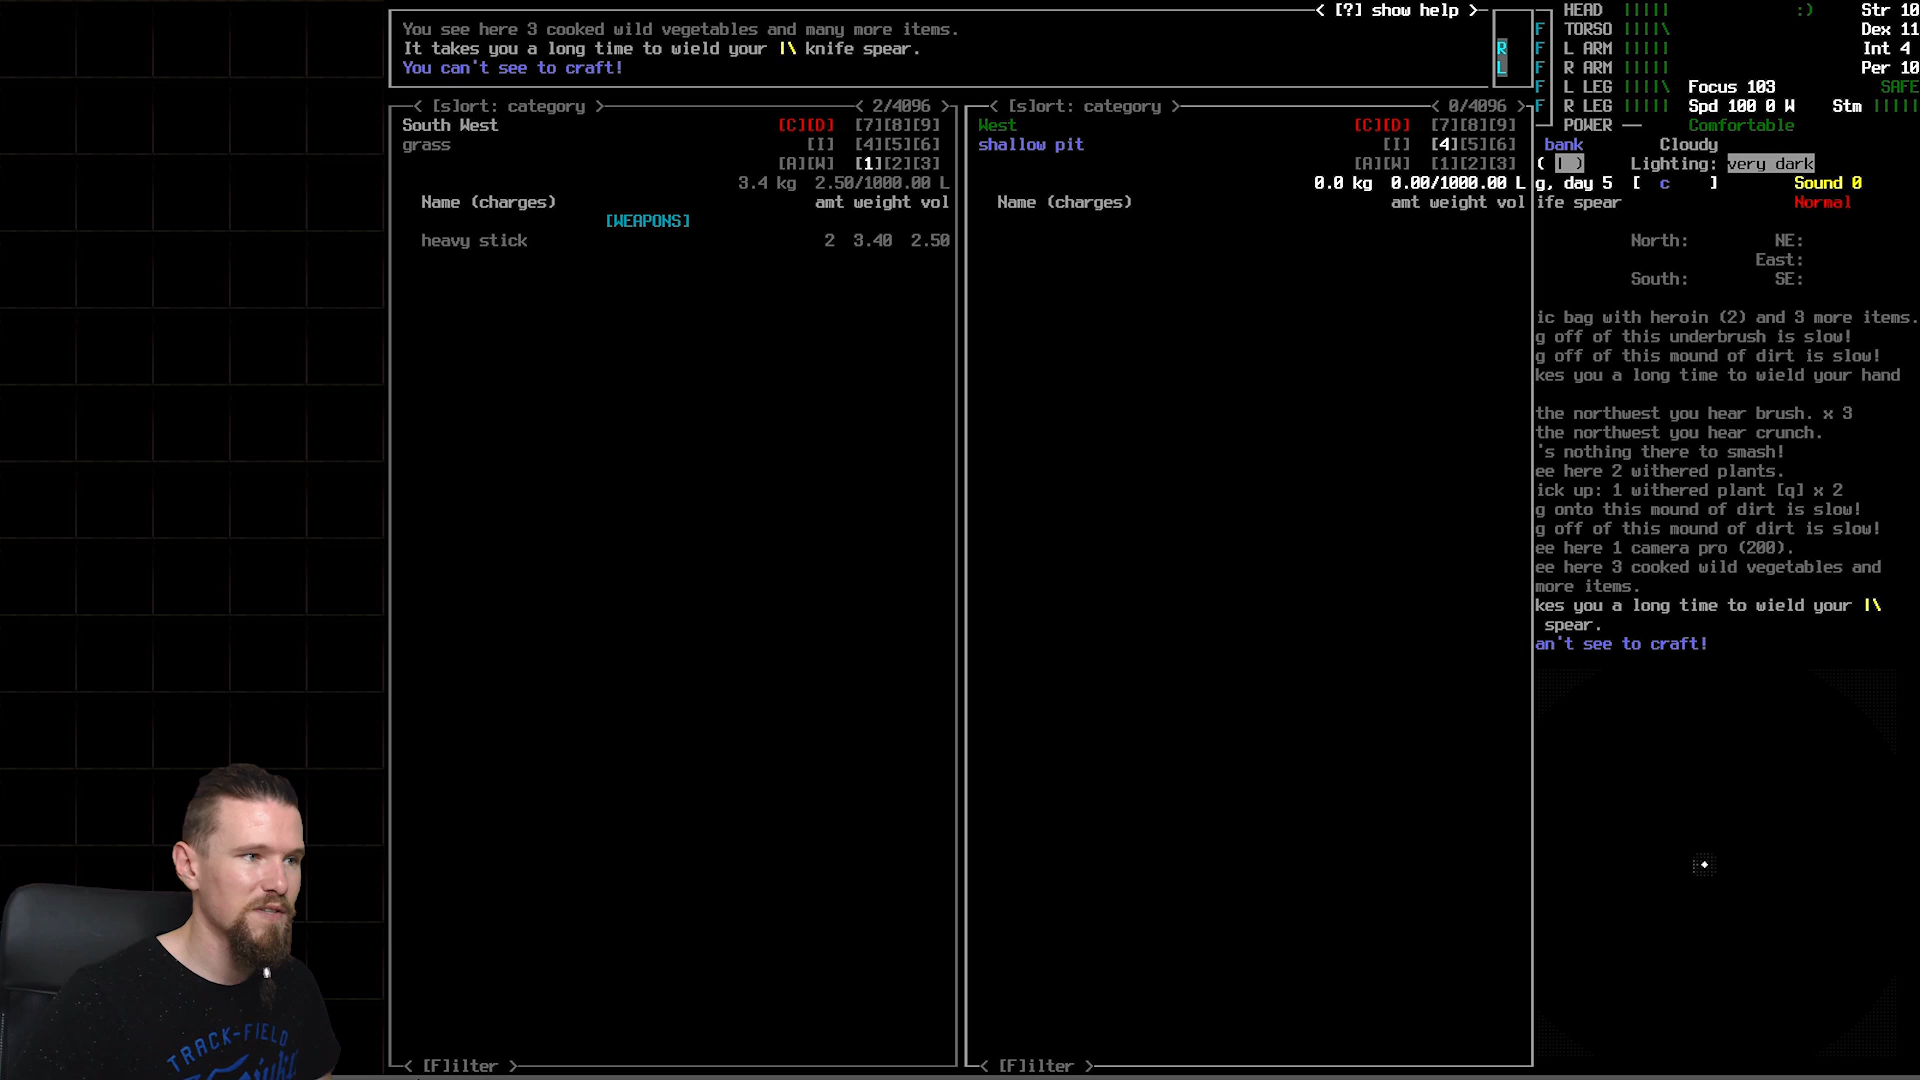 < [?] show help >
You see here 3 cooked wild vegetables and many more items.
It takes you a long time to wield your |\ knife spear.
You can't see to craft!
R
L
< [s]ort: category > < 2/4096 >
South West [C][D] [7][8][9]
grass [I] [4][5][6]
[A][W] [1][2][3]
3.4 kg 2.50/1000.00 L
Name (charges) amt weight vol
[WEAPONS]
heavy stick 2 3.40 2.50
< [F]ilter >
< [s]ort: category > < 0/4096 >
West [C][D] [7][8][9]
shallow pit [I] [4][5][6]
[A][W] [1][2][3]
0.0 kg 0.00/1000.00 L
Name (charges) amt weight vol
< [F]ilter >
HEAD ||||| :) Str 10
F TORSO ||||\ Dex 11
F L ARM ||||| Int 4
F R ARM ||||| Per 10
F L LEG ||||\ Focus 103 SAFE
F R LEG ||||| Spd 100 0 W Stm |||||
POWER — Comfortable
bank Cloudy
( | ) Lighting: very dark
g, day 5 [ c ] Sound 0
ife spear Normal
North: NE:
East:
South: SE:
ic bag with heroin (2) and 3 more items.
g off of this underbrush is slow!
g off of this mound of dirt is slow!
kes you a long time to wield your hand
the northwest you hear brush. x 3
the northwest you hear crunch.
's nothing there to smash!
ee here 2 withered plants.
ick up: 1 withered plant [q] x 2
g onto this mound of dirt is slow!
g off of this mound of dirt is slow!
ee here 1 camera pro (200).
ee here 3 cooked wild vegetables and
more items.
kes you a long time to wield your |\
spear.
an't see to craft!
TRACK-FIELD